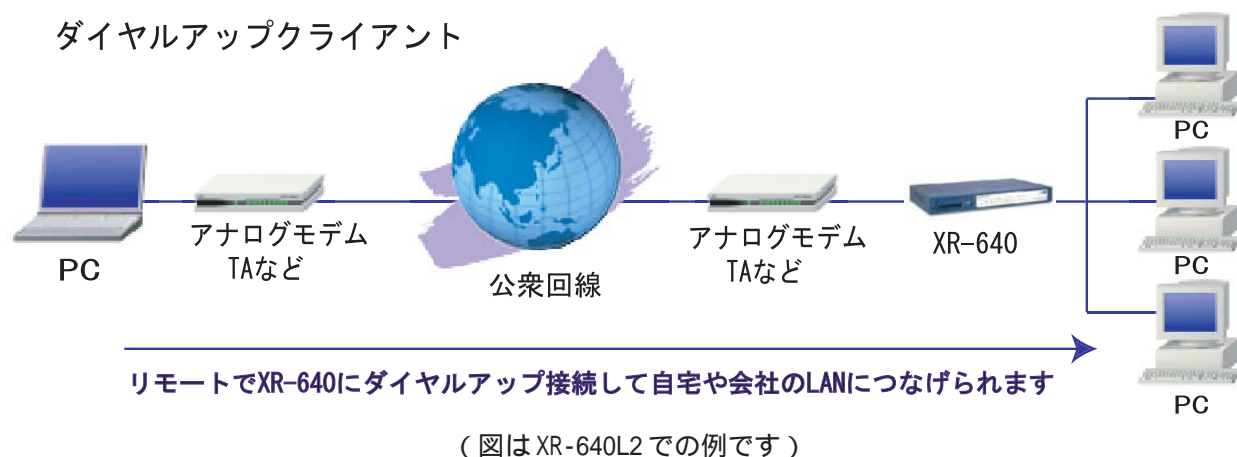 ダイヤルアップクライアント
PC
アナログモデム
TAなど
公衆回線
アナログモデム
TAなど
XR-640
PC
PC
PC
リモートでXR-640にダイヤルアップ接続して自宅や会社のLANにつなげられます
(図はXR-640L2での例です)